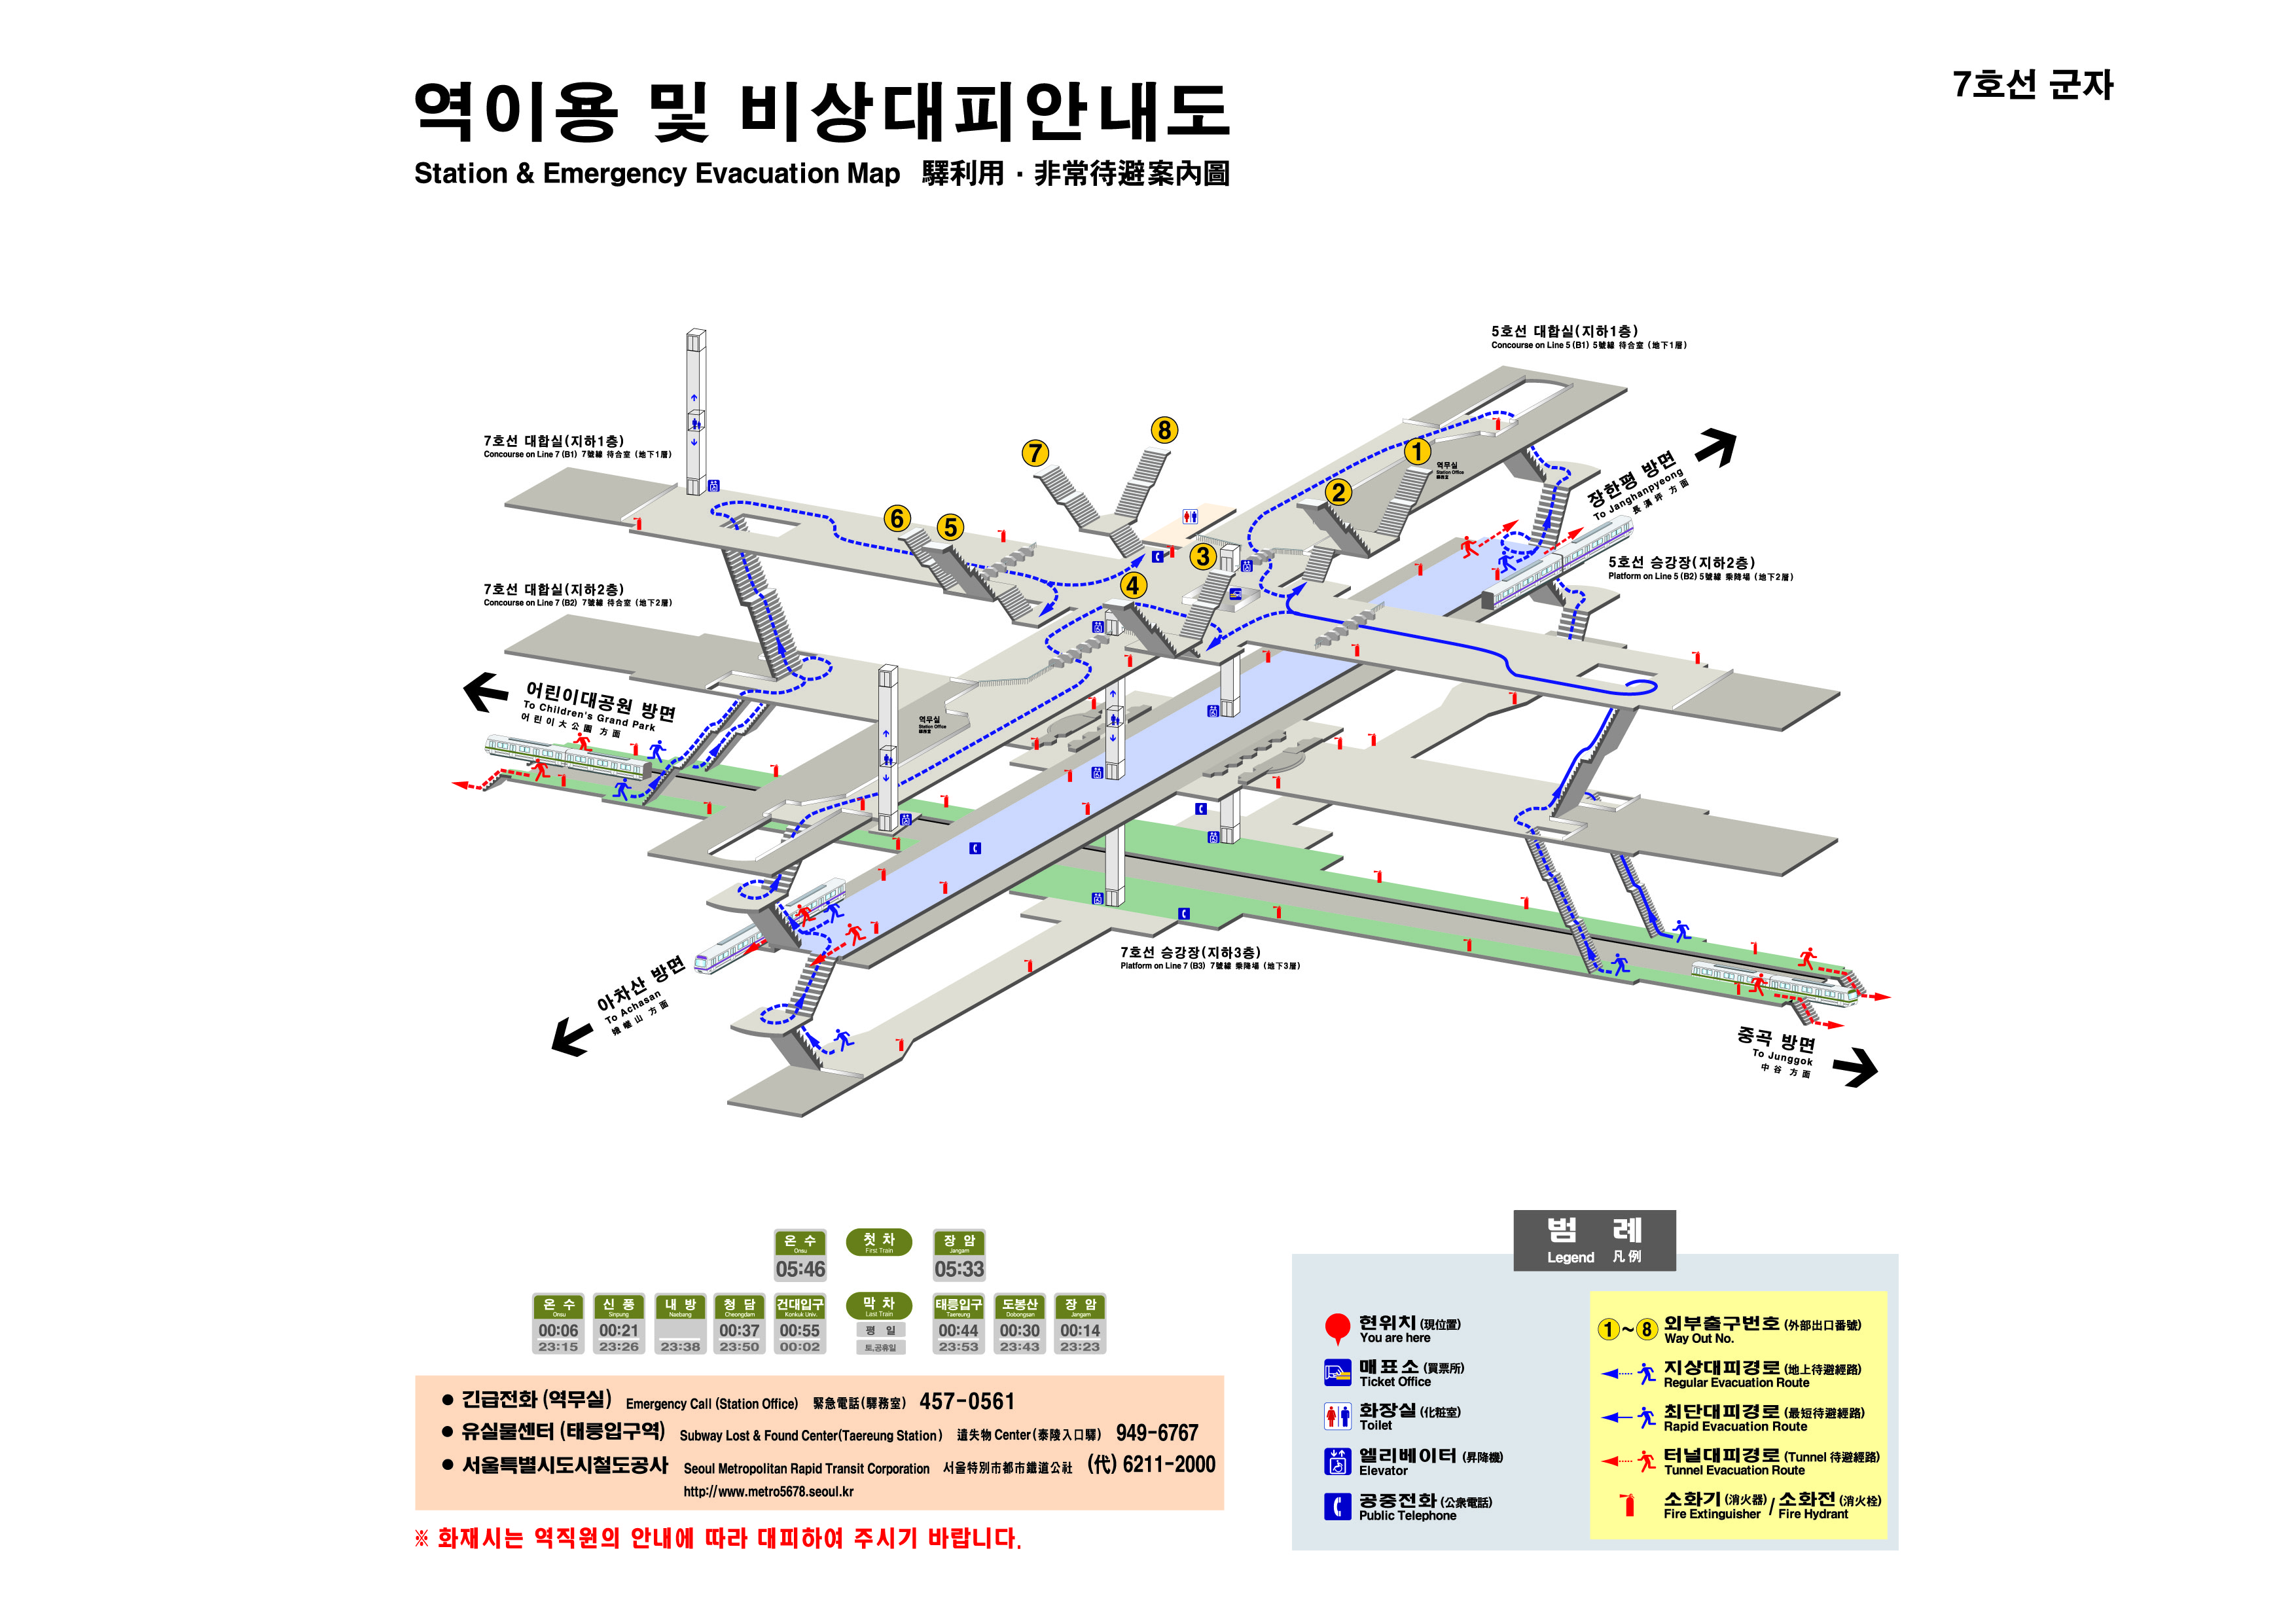 역이용 및 비상대피안내도
Station & Emergency Evacuation Map 驛利用 · 非常待避案內圖
7호선 군자
5호선 대합실(지하1층)
Concourse on Line 5 (B1) 5號線 待合室 (地下1層)
7호선 대합실(지하1층)
Concourse on Line 7 (B1) 7號線 待合室 (地下1層)
7
8
1
역무실
Station Office
驛務室
2
장한평 방면
To Janghanpyeong
長漢坪 方面
6
5
3
4
5호선 승강장(지하2층)
Platform on Line 5 (B2) 5號線 乘降場 (地下2層)
7호선 대합실(지하2층)
Concourse on Line 7 (B2) 7號線 待合室 (地下2層)
어린이대공원 방면
To Children's Grand Park
어린이大公園 方面
역무실
Station Office
驛務室
7호선 승강장(지하3층)
Platform on Line 7 (B3) 7號線 乘降場 (地下3層)
아차산 방면
To Achasan
峨嵯山 方面
중곡 방면
To Junggok
中谷 方面
온 수
Onsu
05:46
첫 차
First Train
장 암
Jangam
05:33
온 수
Onsu
00:06
23:15
신 풍
Sinpung
00:21
23:26
내 방
Naebang
23:38
청 담
Cheongdam
00:37
23:50
건대입구
Konkuk Univ.
00:55
00:02
막 차
Last Train
평 일
토,공휴일
태릉입구
Taereung
00:44
23:53
도봉산
Dobongsan
00:30
23:43
장 암
Jangam
00:14
23:23
● 긴급전화 (역무실) Emergency Call (Station Office) 緊急電話(驛務室) 457-0561
● 유실물센터 (태릉입구역) Subway Lost & Found Center(Taereung Station) 遺失物 Center (泰陵入口驛) 949-6767
● 서울특별시도시철도공사 Seoul Metropolitan Rapid Transit Corporation 서울特別市都市鐵道公社 (代) 6211-2000
http://www.metro5678.seoul.kr
※ 화재시는 역직원의 안내에 따라 대피하여 주시기 바랍니다.
범 례
Legend 凡例
현위치 (現位置)
You are here
매표소 (買票所)
Ticket Office
화장실 (化粧室)
Toilet
엘리베이터 (昇降機)
Elevator
공중전화 (公衆電話)
Public Telephone
1 ~ 8 외부출구번호 (外部出口番號)
Way Out No.
지상대피경로 (地上待避經路)
Regular Evacuation Route
최단대피경로 (最短待避經路)
Rapid Evacuation Route
터널대피경로 (Tunnel 待避經路)
Tunnel Evacuation Route
소화기 (消火器) / 소화전 (消火栓)
Fire Extinguisher / Fire Hydrant